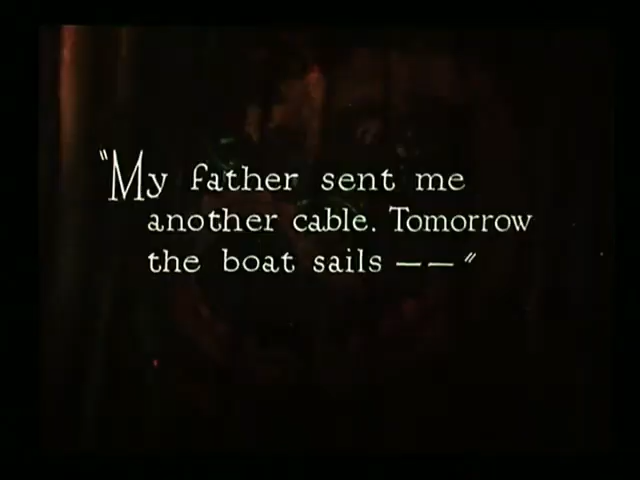 "My father sent me
another cable. Tomorrow
the boat sails — —"